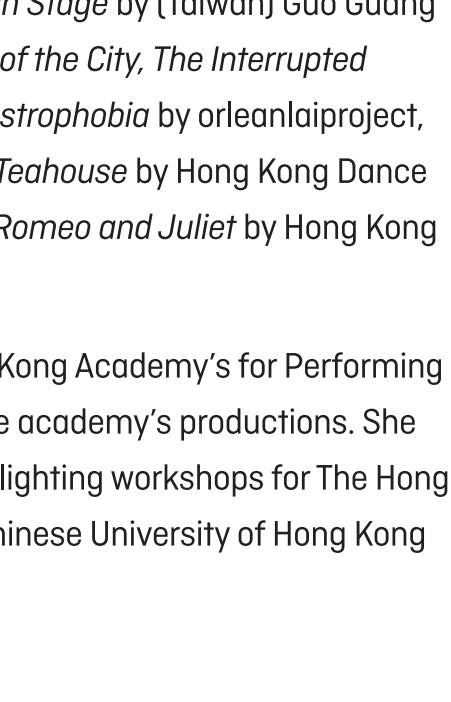 Stage by (Taiwan) Guo Guang
of the City, The Interrupted
by orleanlaiproject,
Teahouse by Hong Kong Dance
Romeo and Juliet by Hong Kong
Kong Academy’s for Performing
academy’s productions. She
lighting workshops for The Hong
University of Hong Kong